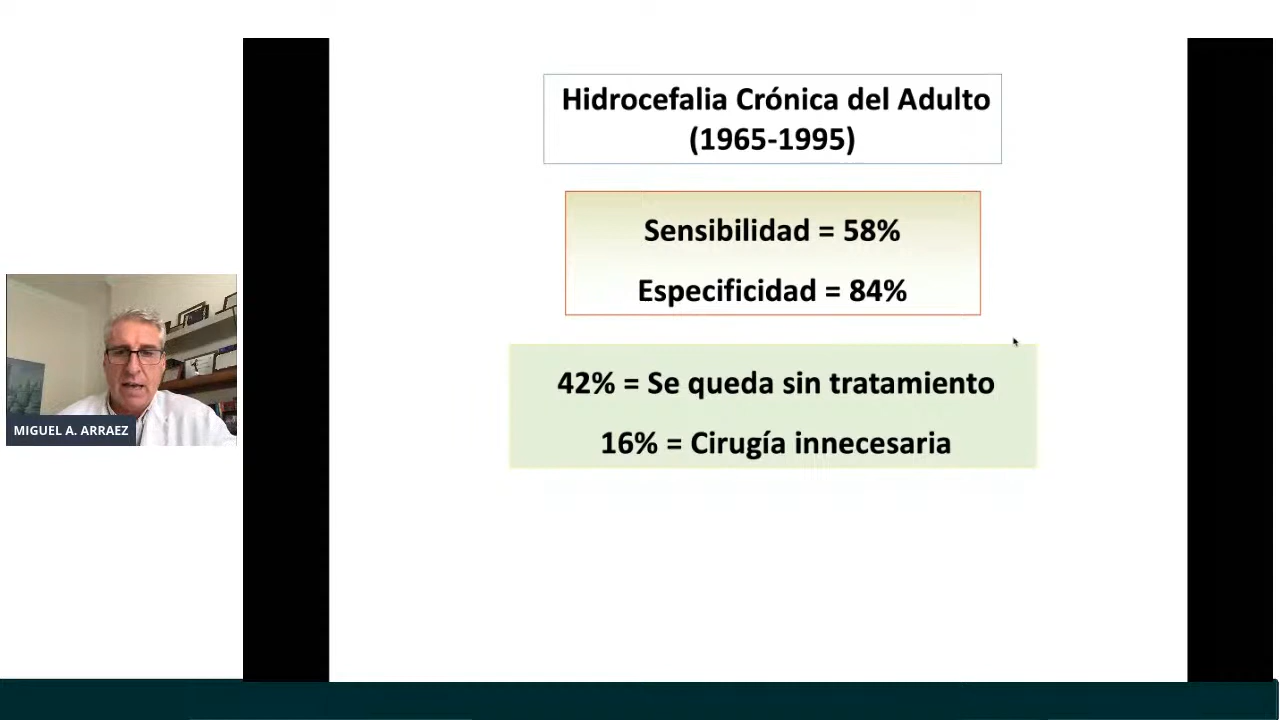 Hidrocefalia Crónica del Adulto
(1965-1995)
Sensibilidad = 58%
Especificidad = 84%
42% = Se queda sin tratamiento
16% = Cirugía innecesaria
MIGUEL A. ARRAEZ